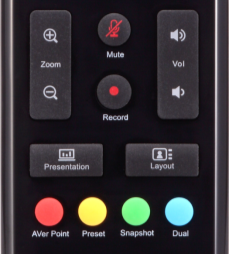 Zoom
Mute
Vol
Record
Presentation
Layout
AVer Point
Preset
Snapshot
Dual